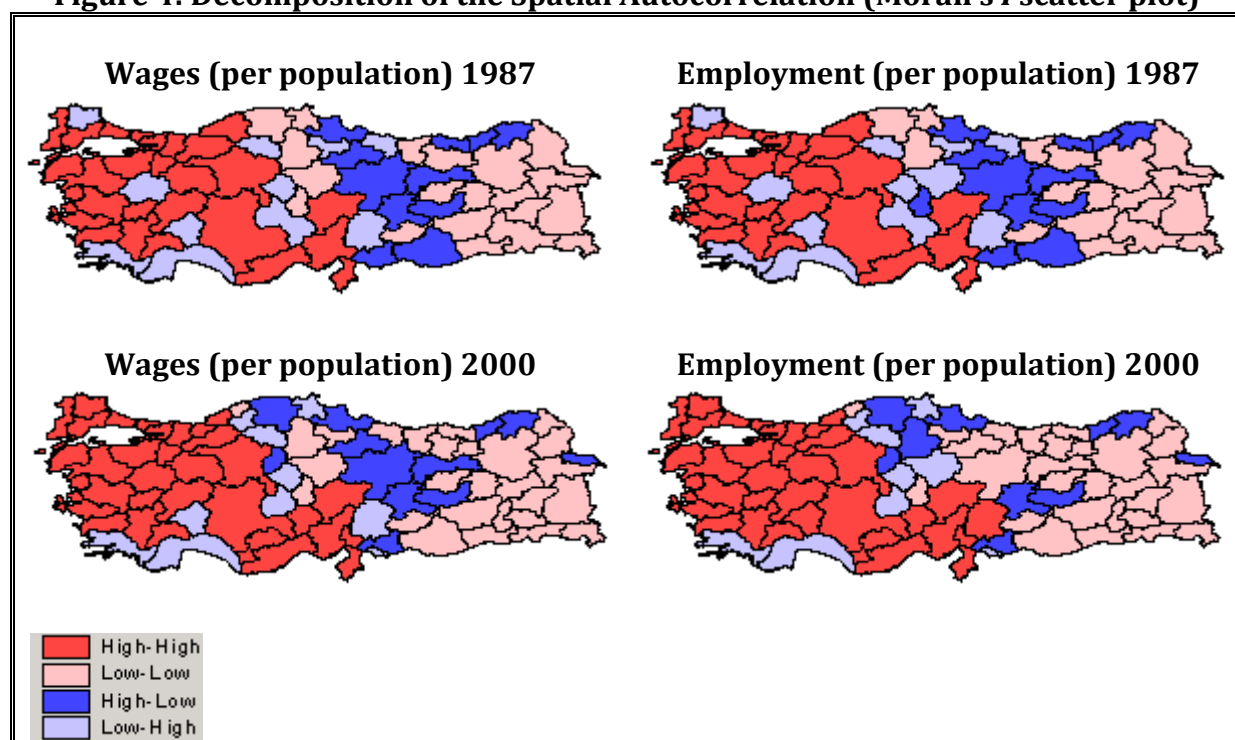 Figure 4: Decomposition of the Spatial Autocorrelation (Moran's I scatter plot)
Wages (per population) 1987
Employment (per population) 1987
Wages (per population) 2000
Employment (per population) 2000
High-High
Low-Low
High-Low
Low-High